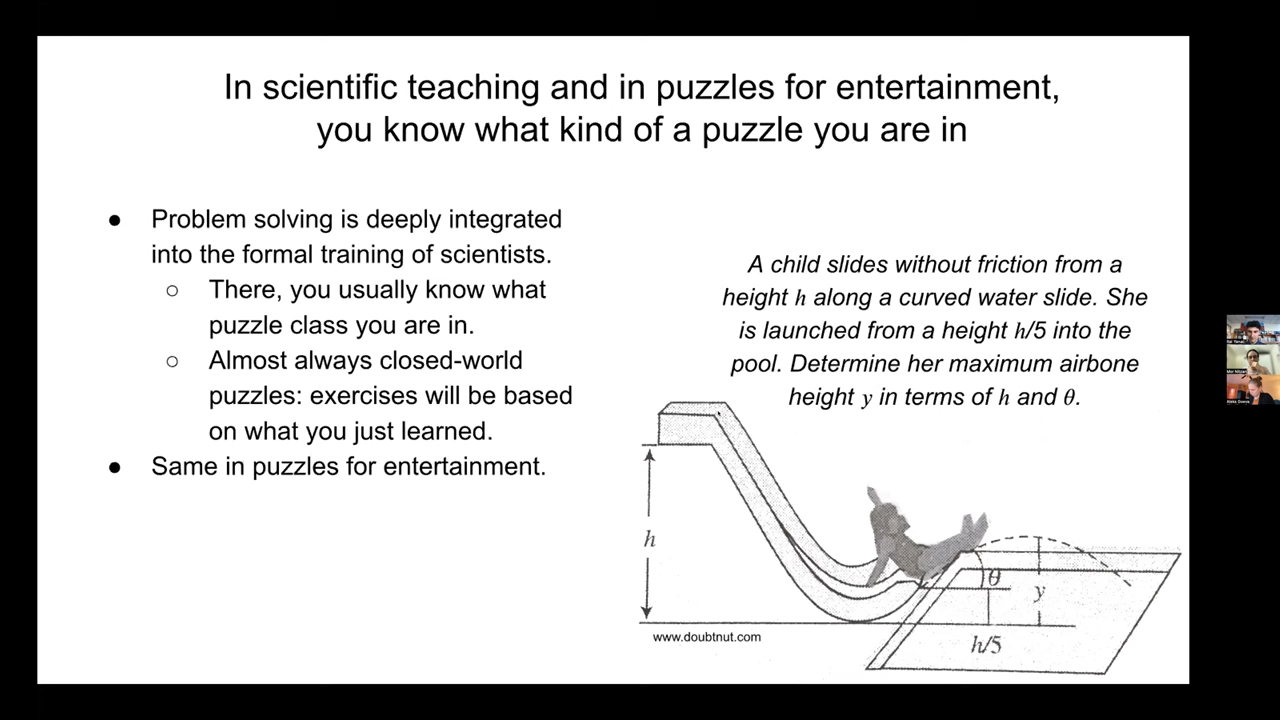 In scientific teaching and in puzzles for entertainment,
you know what kind of a puzzle you are in
● Problem solving is deeply integrated
into the formal training of scientists.
○ There, you usually know what
puzzle class you are in.
○ Almost always closed-world
puzzles: exercises will be based
on what you just learned.
● Same in puzzles for entertainment.
A child slides without friction from a
height h along a curved water slide. She
is launched from a height h/5 into the
pool. Determine her maximum airbone
height y in terms of h and θ.
h
θ
y
h/5
www.doubtnut.com